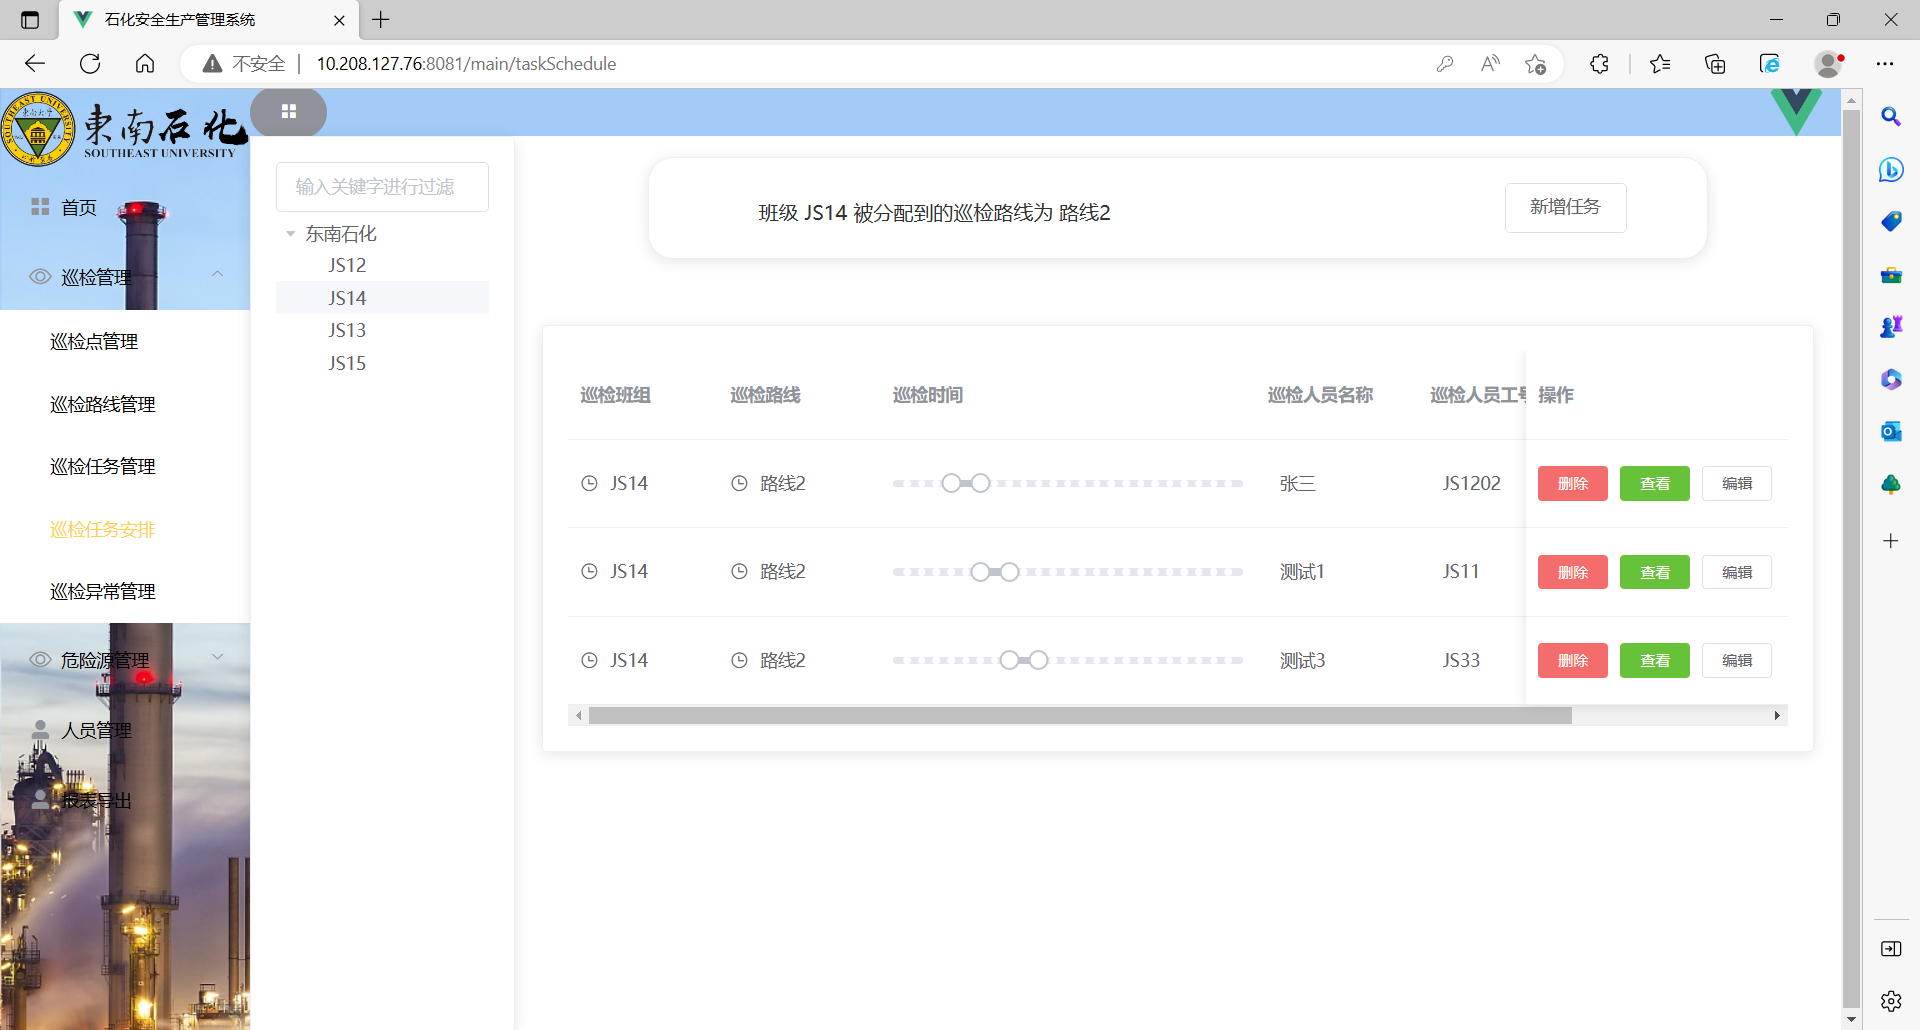 石化安全生产管理系统
不安全
10.208.127.76:8081/main/taskSchedule
東南石化
SOUTHEAST UNIVERSITY
首页
巡检管理
巡检点管理
巡检路线管理
巡检任务管理
巡检任务安排
巡检异常管理
危险源管理
人员管理
报表导出
输入关键字进行过滤
东南石化
JS12
JS14
JS13
JS15
班级 JS14 被分配到的巡检路线为 路线2
新增任务
巡检班组 巡检路线 巡检时间 巡检人员名称 巡检人员工号 操作
JS14 路线2 张三 JS1202 删除 查看 编辑
JS14 路线2 测试1 JS11 删除 查看 编辑
JS14 路线2 测试3 JS33 删除 查看 编辑